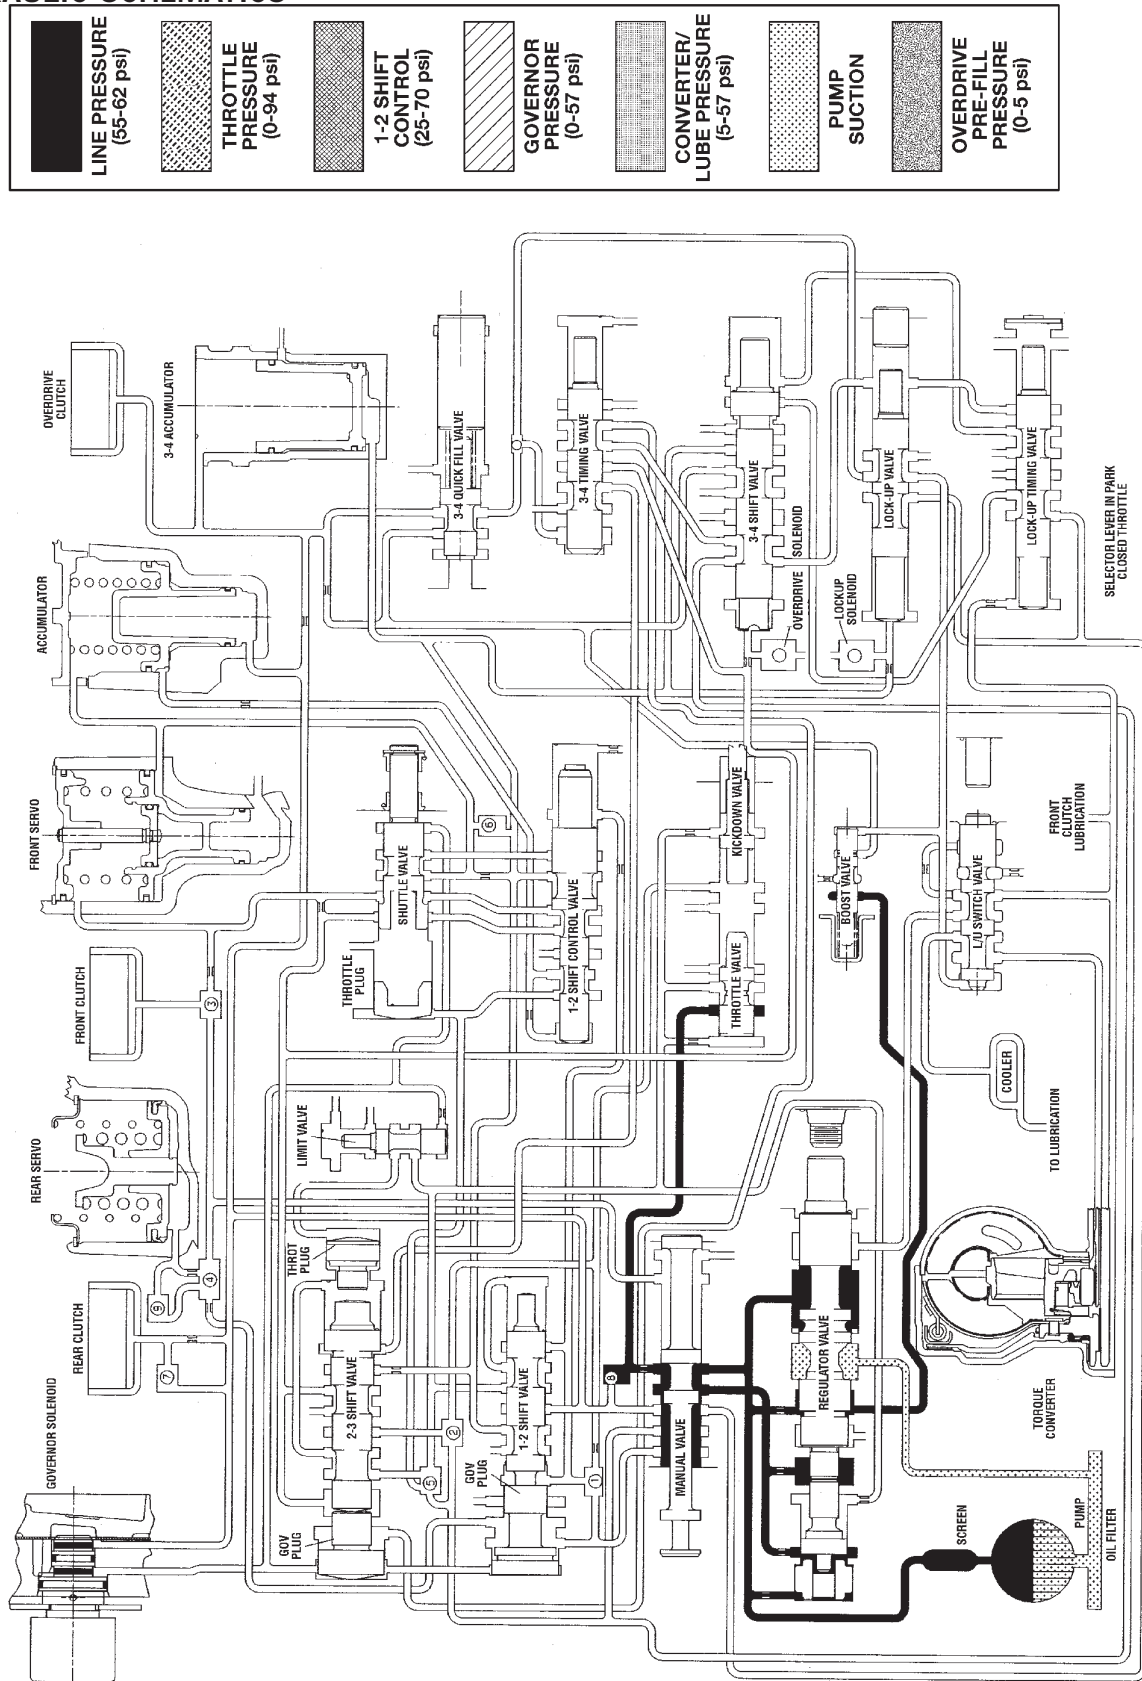 LINE PRESSURE
(55-62 psi)
THROTTLE
PRESSURE
(0-94 psi)
1-2 SHIFT
CONTROL
(25-70 psi)
GOVERNOR
PRESSURE
(0-57 psi)
CONVERTER/
LUBE PRESSURE
(5-57 psi)
PUMP
SUCTION
OVERDRIVE
PRE-FILL
PRESSURE
(0-5 psi)
GOVERNOR SOLENOID
REAR CLUTCH
REAR SERVO
FRONT CLUTCH
FRONT SERVO
ACCUMULATOR
OVERDRIVE
CLUTCH
3-4 ACCUMULATOR
7
9
4
3
GOV
PLUG
2-3 SHIFT VALVE
THROT
PLUG
LIMIT VALVE
THROTTLE
PLUG
SHUTTLE VALVE
6
3-4 QUICK FILL VALVE
5
2
GOV
PLUG
1-2 SHIFT VALVE
1
1-2 SHIFT CONTROL VALVE
3-4 TIMING VALVE
8
MANUAL VALVE
THROTTLE VALVE
KICKDOWN VALVE
3-4 SHIFT VALVE
OVERDRIVE
SOLENOID
LOCKUP
SOLENOID
REGULATOR VALVE
BOOST VALVE
LOCK-UP VALVE
SCREEN
PUMP
OIL FILTER
TORQUE
CONVERTER
TO LUBRICATION
COOLER
L/U SWITCH VALVE
FRONT
CLUTCH
LUBRICATION
LOCK-UP TIMING VALVE
SELECTOR LEVER IN PARK
CLOSED THROTTLE